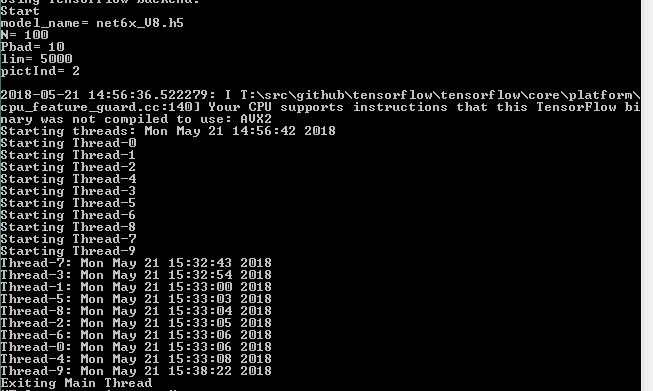 Using TensorFlow backend.
Start
model_name= net6x_V8.h5
N= 100
Pbad= 10
lim= 5000
pictInd= 2
2018-05-21 14:56:36.522279: I T:\src\github\tensorflow\tensorflow\core\platform\
cpu_feature_guard.cc:140] Your CPU supports instructions that this TensorFlow bi
nary was not compiled to use: AVX2
Starting threads: Mon May 21 14:56:42 2018
Starting Thread-0
Starting Thread-1
Starting Thread-2
Starting Thread-4
Starting Thread-3
Starting Thread-5
Starting Thread-6
Starting Thread-8
Starting Thread-7
Starting Thread-9
Thread-7: Mon May 21 15:32:43 2018
Thread-3: Mon May 21 15:32:54 2018
Thread-1: Mon May 21 15:33:00 2018
Thread-5: Mon May 21 15:33:03 2018
Thread-8: Mon May 21 15:33:04 2018
Thread-2: Mon May 21 15:33:05 2018
Thread-6: Mon May 21 15:33:06 2018
Thread-0: Mon May 21 15:33:06 2018
Thread-4: Mon May 21 15:33:08 2018
Thread-9: Mon May 21 15:38:22 2018
Exiting Main Thread